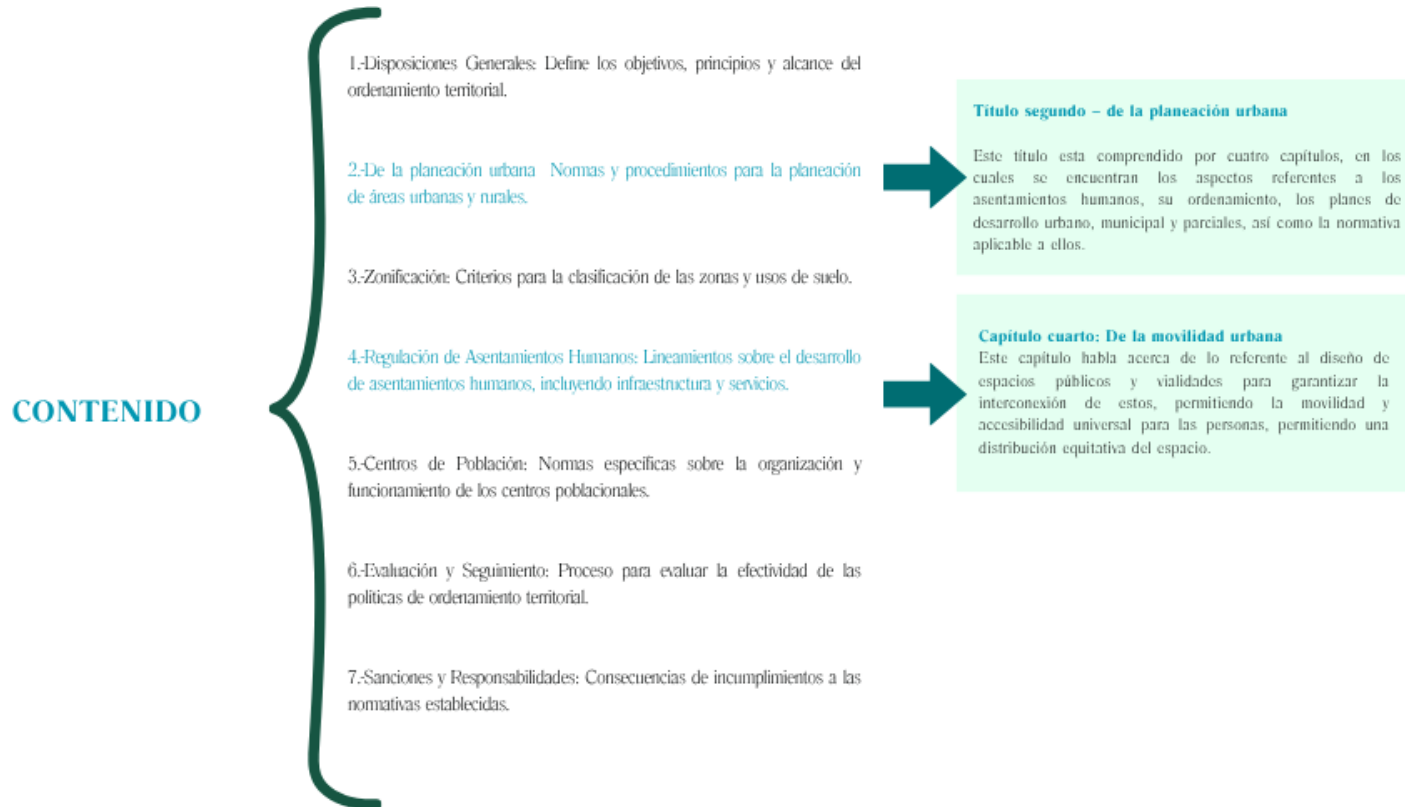 CONTENIDO
1.-Disposiciones Generales: Define los objetivos, principios y alcance del
ordenamiento territorial.
2.-De la planeación urbana Normas y procedimientos para la planeación
de áreas urbanas y rurales.
3.-Zonificación: Criterios para la clasificación de las zonas y usos de suelo.
4.-Regulación de Asentamientos Humanos: Lineamientos sobre el desarrollo
de asentamientos humanos, incluyendo infraestructura y servicios.
5.-Centros de Población: Normas específicas sobre la organización y
funcionamiento de los centros poblacionales.
6.-Evaluación y Seguimiento: Proceso para evaluar la efectividad de las
políticas de ordenamiento territorial.
7.-Sanciones y Responsabilidades: Consecuencias de incumplimientos a las
normativas establecidas.
Título segundo – de la planeación urbana
Este título esta comprendido por cuatro capítulos, en los
cuales se encuentran los aspectos referentes a los
asentamientos humanos, su ordenamiento, los planes de
desarrollo urbano, municipal y parciales, así como la normativa
aplicable a ellos.
Capítulo cuarto: De la movilidad urbana
Este capítulo habla acerca de lo referente al diseño de
espacios públicos y vialidades para garantizar la
interconexión de estos, permitiendo la movilidad y
accesibilidad universal para las personas, permitiendo una
distribución equitativa del espacio.